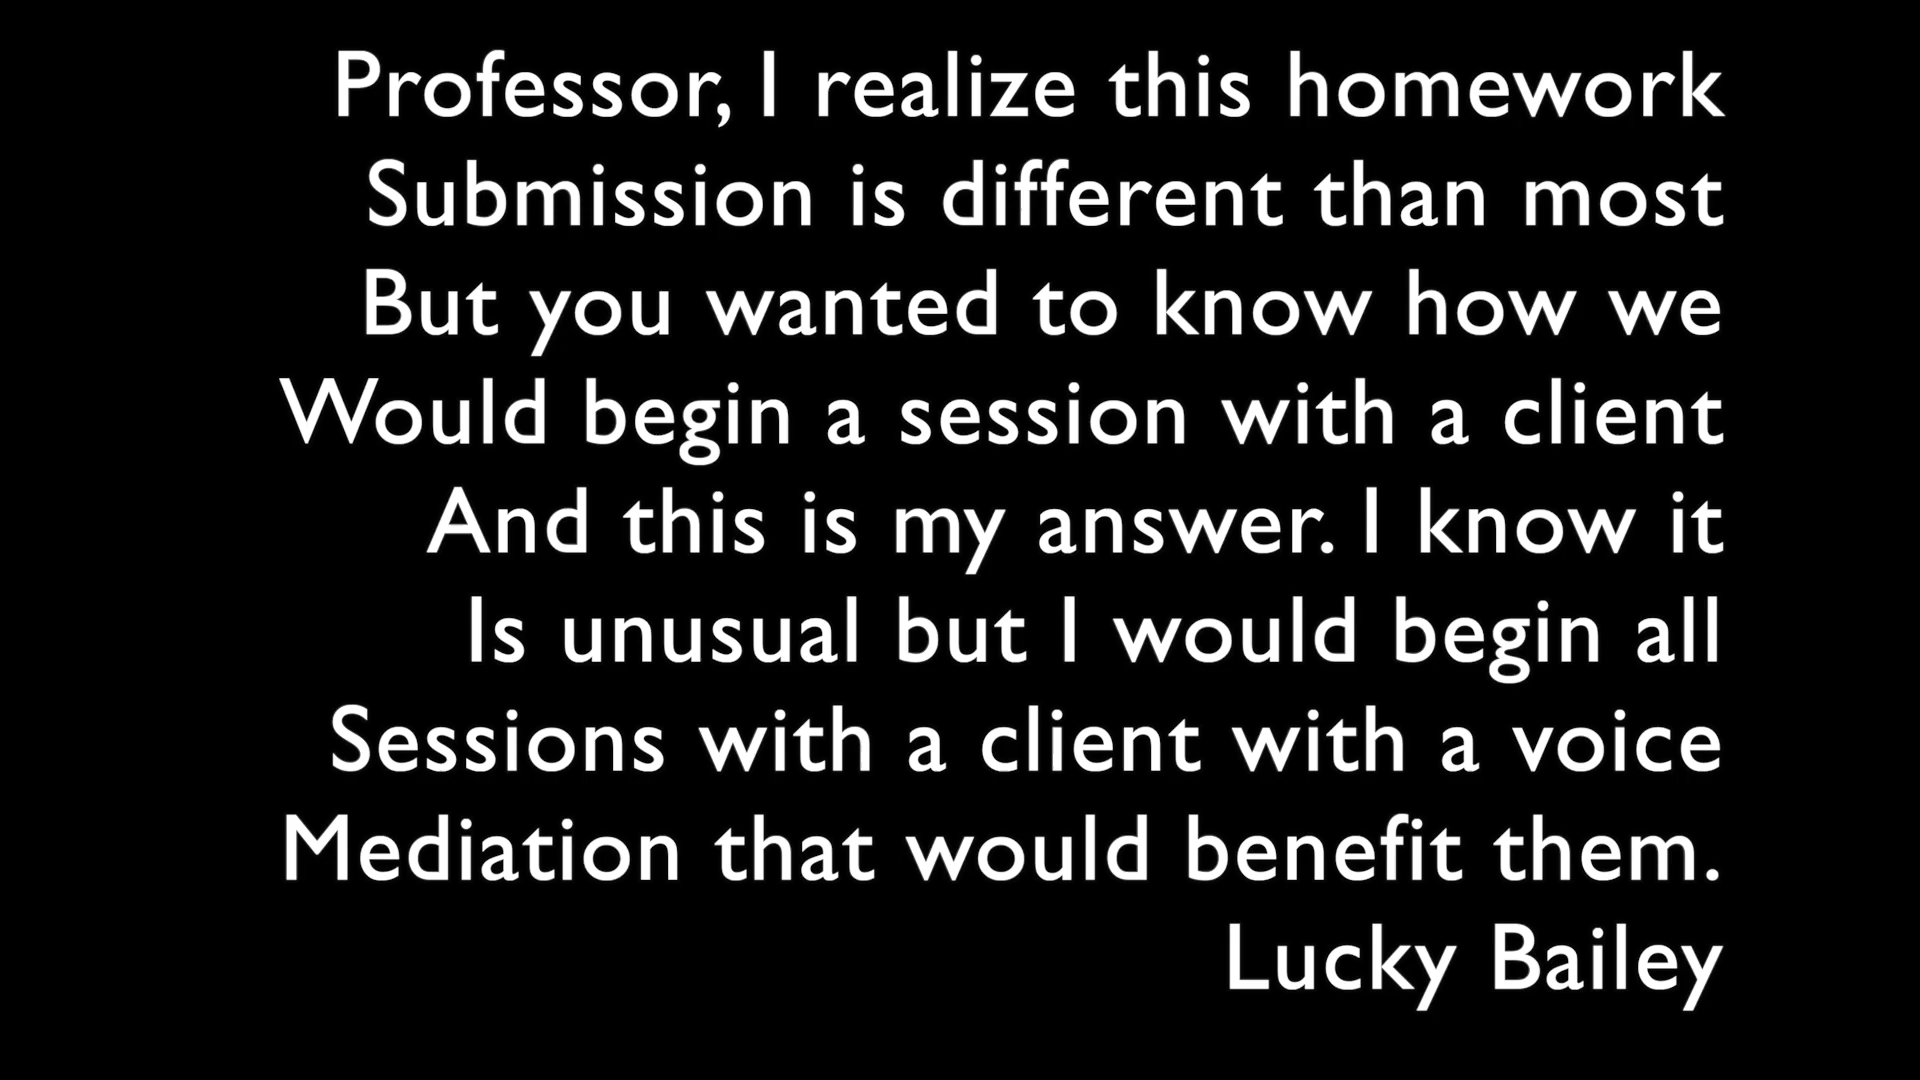 Professor, I realize this homework
Submission is different than most
But you wanted to know how we
Would begin a session with a client
And this is my answer. I know it
Is unusual but I would begin all
Sessions with a client with a voice
Mediation that would benefit them.
Lucky Bailey